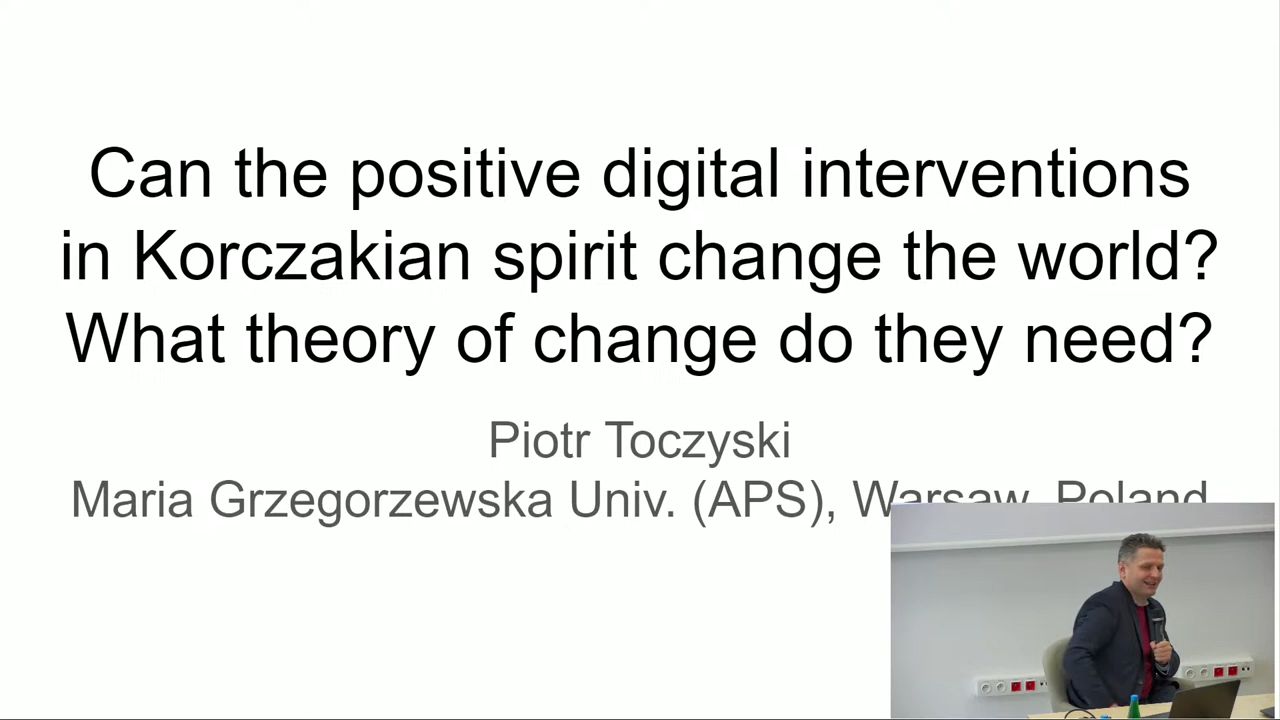 Can the positive digital interventions
in Korczakian spirit change the world?
What theory of change do they need?
Piotr Toczyski
Maria Grzegorzewska Univ. (APS), Warsaw, Poland